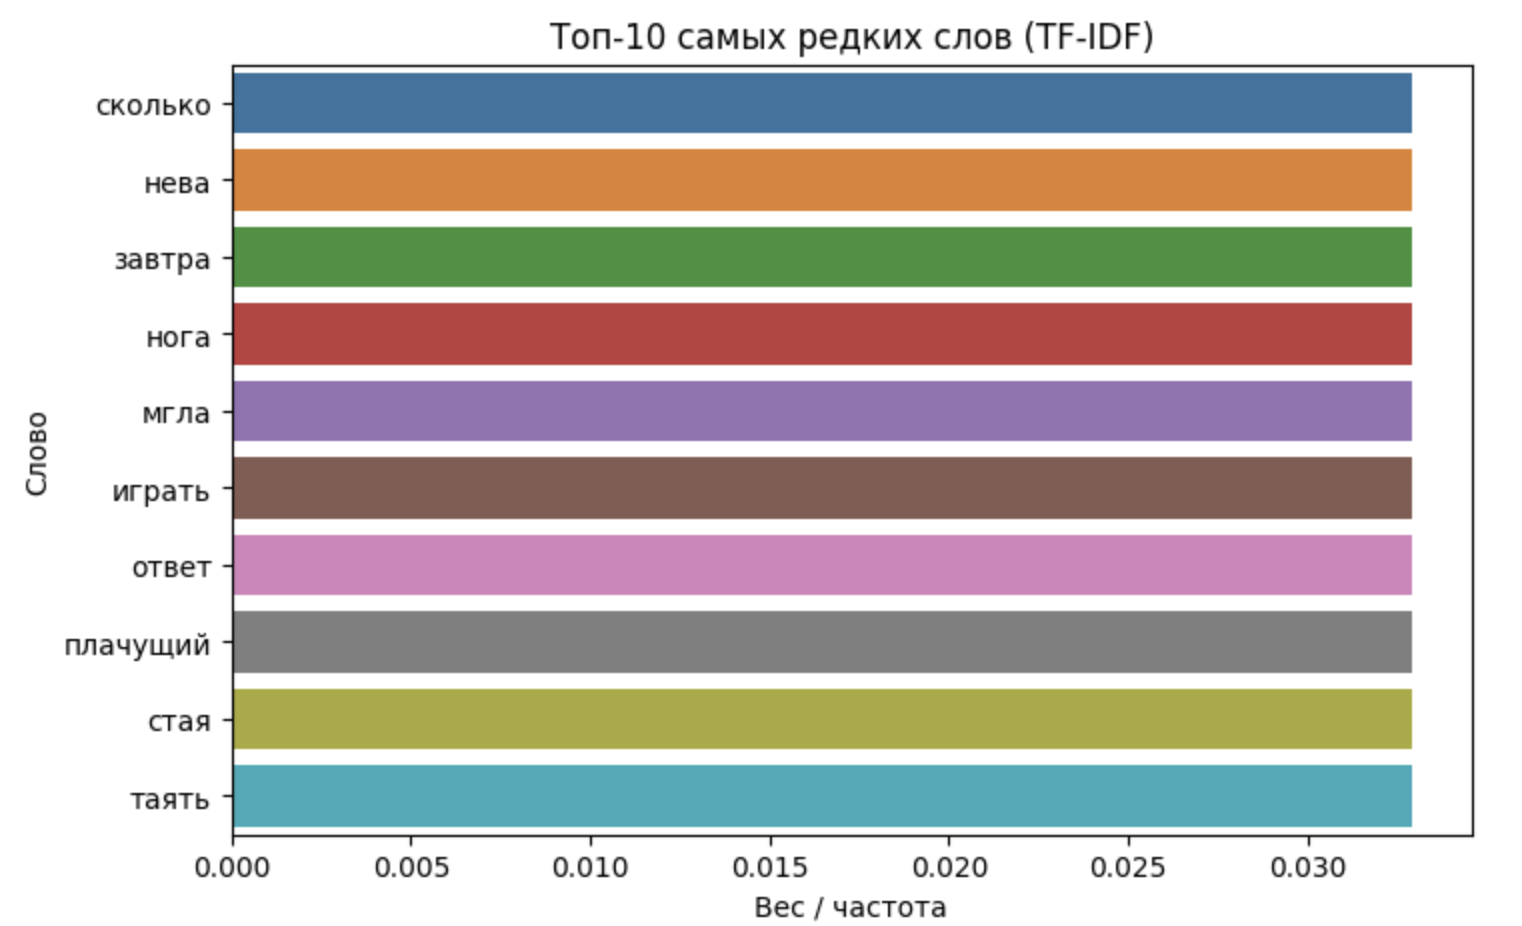 Топ-10 самых редких слов (TF-IDF)
Слово
сколько
нева
завтра
нога
мгла
играть
ответ
плачущий
стая
таять
0.000 0.005 0.010 0.015 0.020 0.025 0.030
Вес / частота